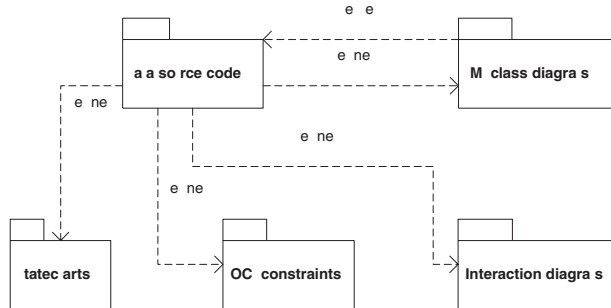 e e
a a so rce code
e ne
M class diagra s
e ne
e ne
e ne
tatec arts
OC constraints
Interaction diagra s